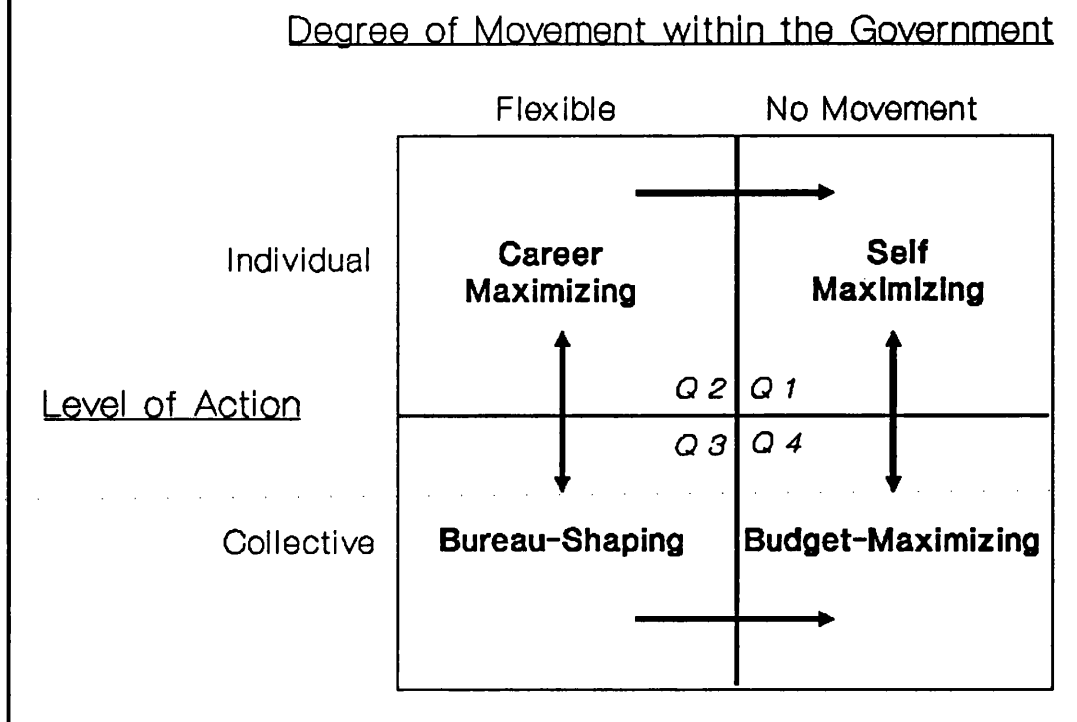 Degree of Movement within the Government
Flexible No Movement
Individual
Career
Maximizing
Self
Maximizing
Q 2 Q 1
Level of Action
Q 3 Q 4
Collective
Bureau-Shaping
Budget-Maximizing